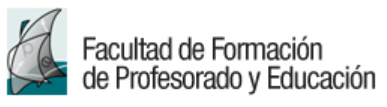 Facultad de Formación
de Profesorado y Educación